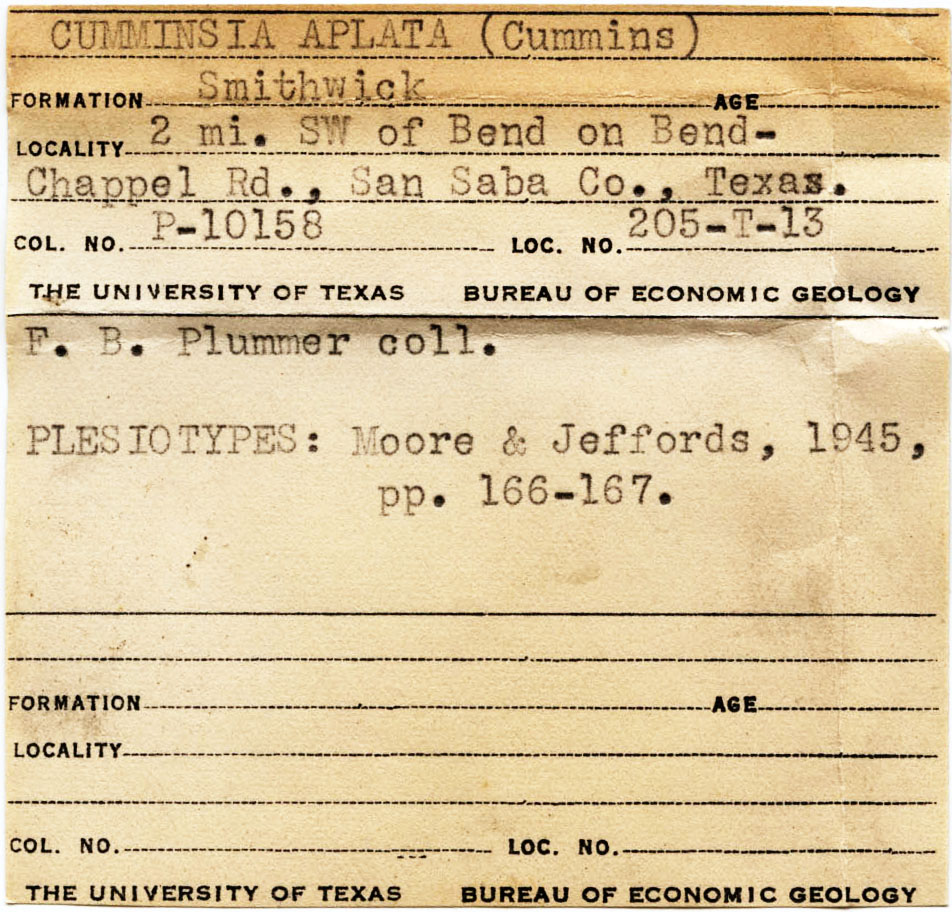 CUMMINSIA APLATA (Cummins)
FORMATION Smithwick AGE
LOCALITY 2 mi. SW of Bend on Bend-
Chappel Rd., San Saba Co., Texas.
COL. NO. P-10158 LOC. NO. 205-T-13
THE UNIVERSITY OF TEXAS BUREAU OF ECONOMIC GEOLOGY
F. B. Plummer coll.
PLESIOTYPES: Moore & Jeffords, 1945,
pp. 166-167.
FORMATION AGE
LOCALITY
COL. NO. LOC. NO.
THE UNIVERSITY OF TEXAS BUREAU OF ECONOMIC GEOLOGY